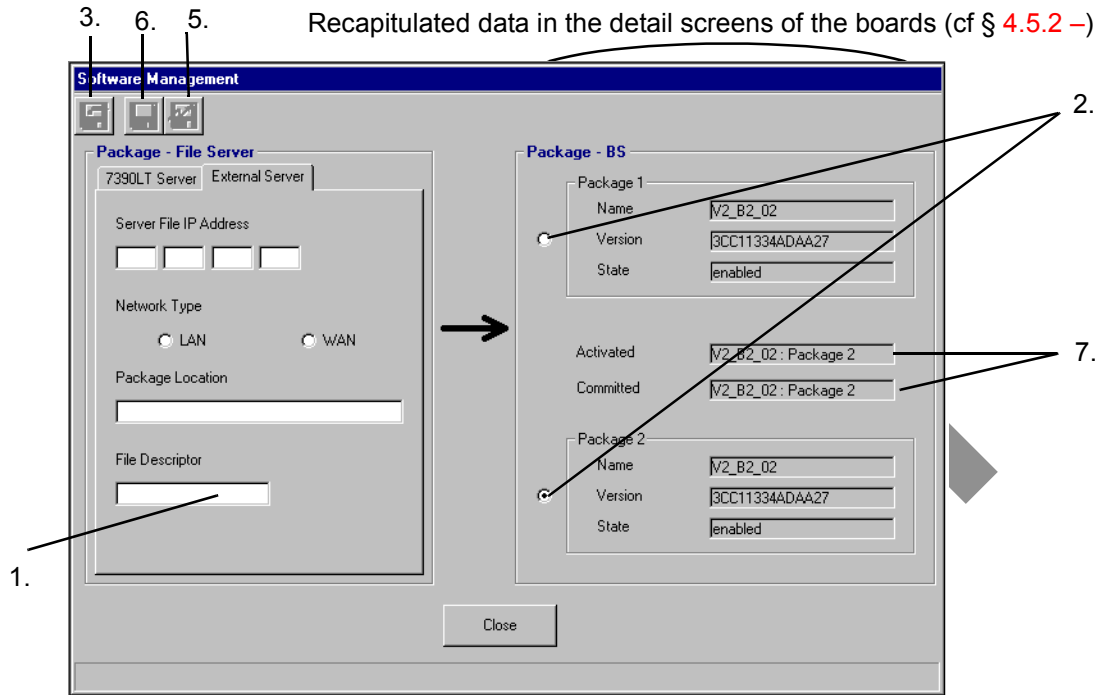 3.
6.
5.
Recapitulated data in the detail screens of the boards (cf § 4.5.2 –)
Software Management
2.
Package - File Server
7390LT Server
External Server
Server File IP Address
Network Type
LAN
WAN
Package Location
File Descriptor
1.
Package - BS
Package 1
Name
V2_B2_02
Version
3CC11334ADAA27
State
enabled
Activated
V2_B2_02 : Package 2
7.
Committed
V2_B2_02 : Package 2
Package 2
Name
V2_B2_02
Version
3CC11334ADAA27
State
enabled
Close